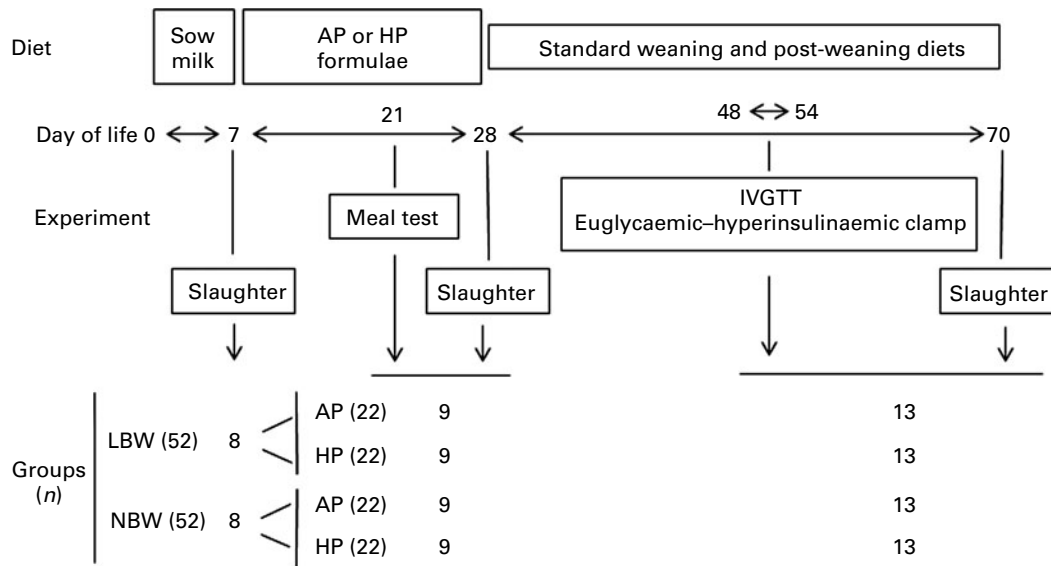 Diet
Sow
milk
AP or HP
formulae
Standard weaning and post-weaning diets
21
48 54
Day of life 0 7 28 70
Experiment
Meal test
IVGTT
Euglycaemic–hyperinsulinaemic clamp
Slaughter Slaughter Slaughter
AP (22) 9 13
LBW (52) 8
HP (22) 9 13
Groups
(n)
AP (22) 9 13
NBW (52) 8
HP (22) 9 13